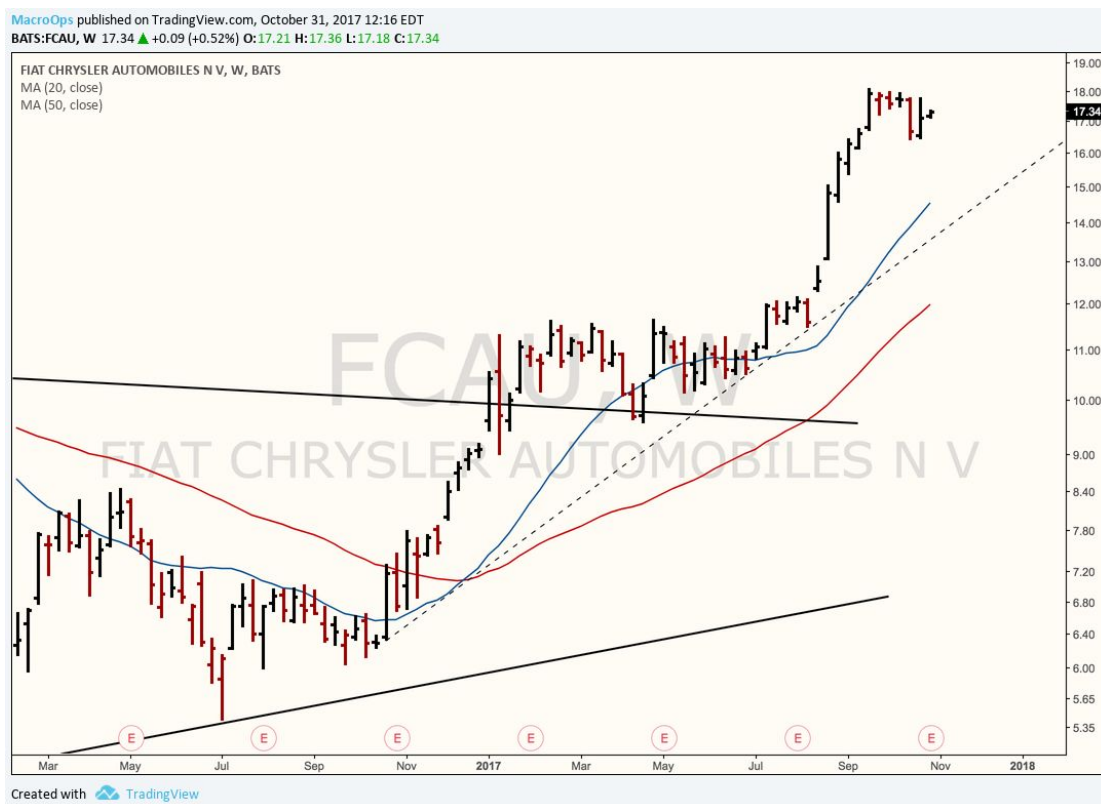 MacroOps published on TradingView.com, October 31, 2017 12:16 EDT
BATS:FCAU, W 17.34 ▲ +0.09 (+0.52%) O:17.21 H:17.36 L:17.18 C:17.34
FIAT CHRYSLER AUTOMOBILES N V, W, BATS
MA (20, close)
MA (50, close)
FCAU, W
FIAT CHRYSLER AUTOMOBILES N V
19.00
18.00
17.34
17.00
16.00
15.00
14.00
13.00
12.00
11.00
10.00
9.00
8.40
7.80
7.20
6.80
6.40
6.00
5.65
5.35
E E E E E E E
Mar May Jul Sep Nov 2017 Mar May Jul Sep Nov 2018
Created with TradingView